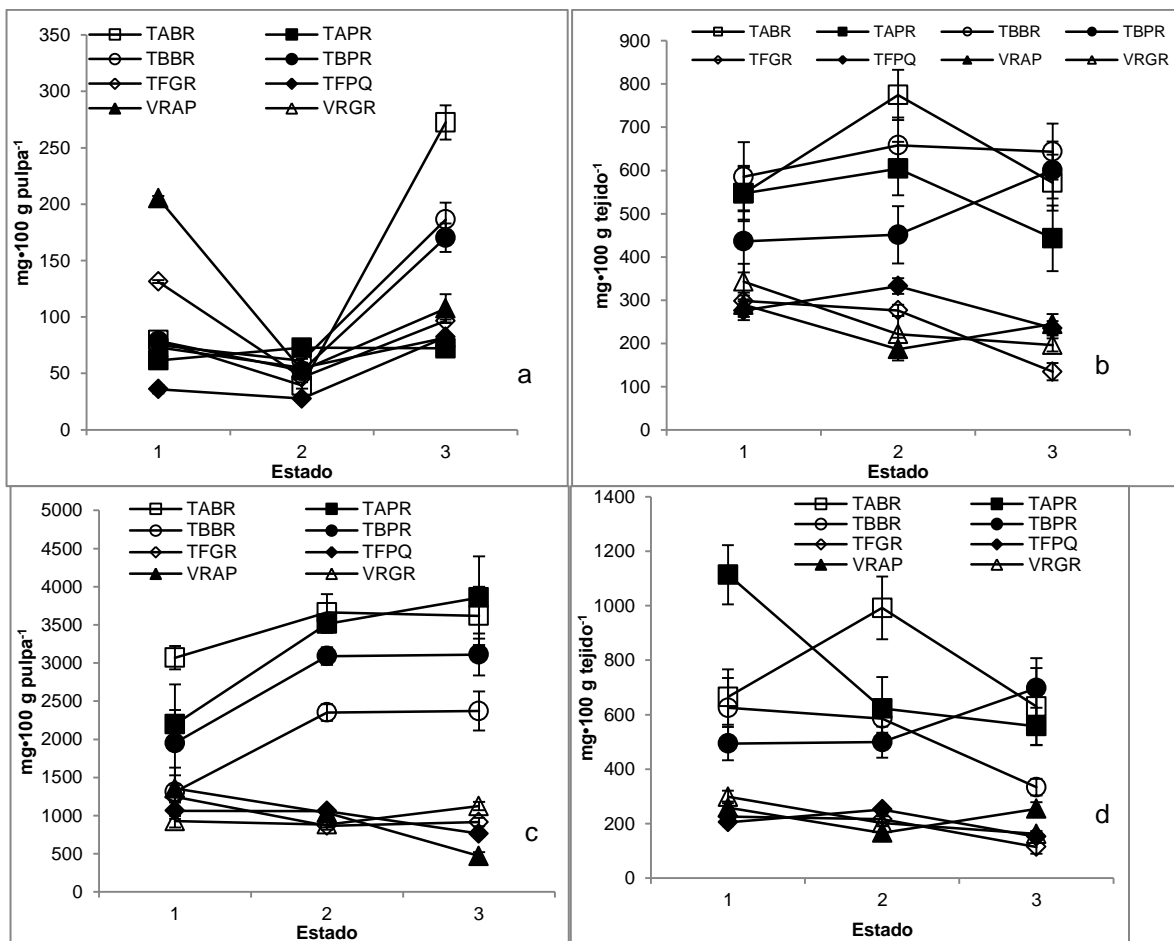 TABR TAPR
TBBR TBPR
TFGR TFPQ
VRAP VRGR
350
300
250
200
150
100
50
0
mg•100 g pulpa-1
1 2 3
Estado
a
TABR TAPR TBBR TBPR
TFGR TFPQ VRAP VRGR
900
800
700
600
500
400
300
200
100
0
mg•100 g tejido-1
1 2 3
Estado
b
TABR TAPR
TBBR TBPR
TFGR TFPQ
VRAP VRGR
5000
4500
4000
3500
3000
2500
2000
1500
1000
500
0
mg•100 g pulpa-1
1 2 3
Estado
c
TABR TAPR
TBBR TBPR
TFGR TFPQ
VRAP VRGR
1400
1200
1000
800
600
400
200
0
mg•100 g tejido-1
1 2 3
Estado
d